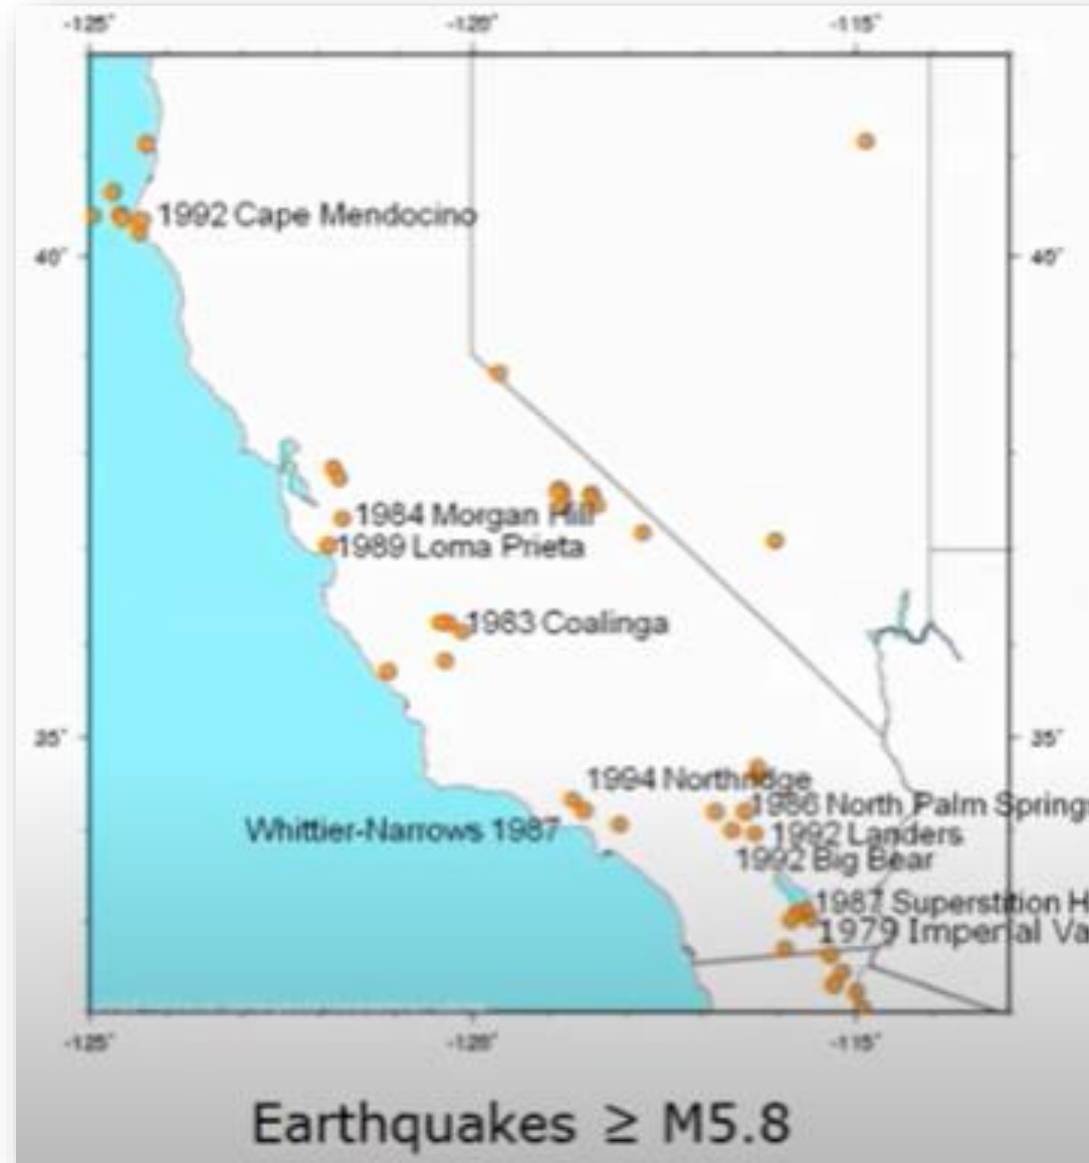 -125° -120° -115°
1992 Cape Mendocino
40° 40°
1984 Morgan Hill
1989 Loma Prieta
1983 Coalinga
35° 35°
1994 Northridge
1986 North Palm Spring
Whittier-Narrows 1987
1992 Landers
1992 Big Bear
1987 Superstition H
1979 Imperial Va
-125° -120° -115°
Earthquakes ≥ M5.8